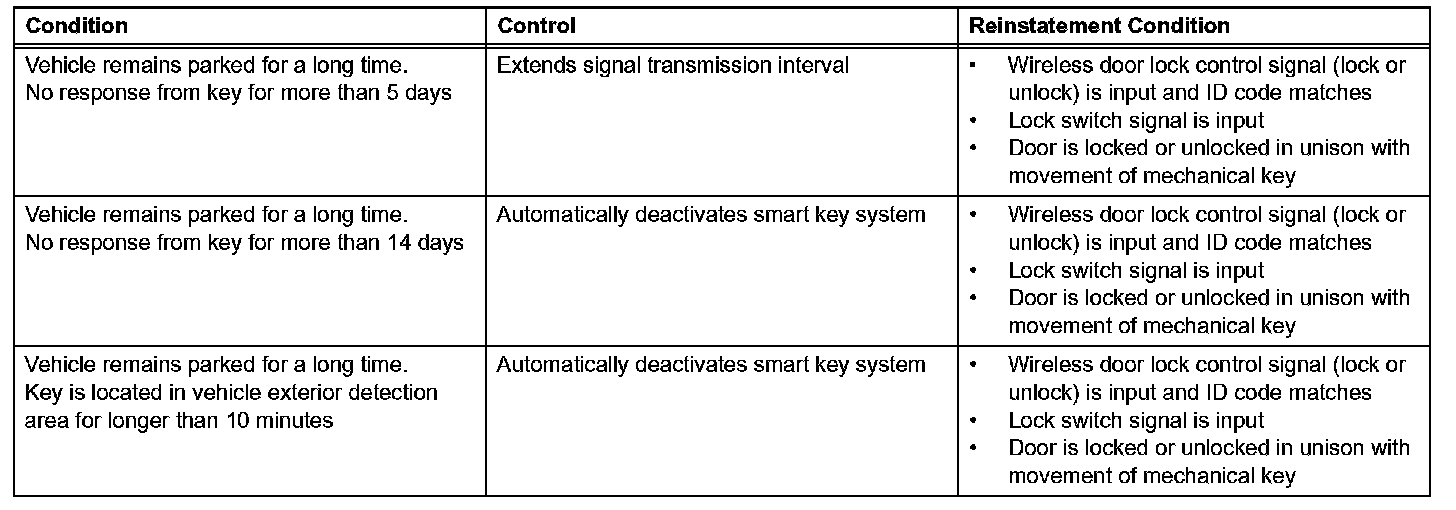 Condition
Control
Reinstatement Condition
Vehicle remains parked for a long time.
No response from key for more than 5 days
Extends signal transmission interval
• Wireless door lock control signal (lock or
unlock) is input and ID code matches
• Lock switch signal is input
• Door is locked or unlocked in unison with
movement of mechanical key
Vehicle remains parked for a long time.
No response from key for more than 14 days
Automatically deactivates smart key system
• Wireless door lock control signal (lock or
unlock) is input and ID code matches
• Lock switch signal is input
• Door is locked or unlocked in unison with
movement of mechanical key
Vehicle remains parked for a long time.
Key is located in vehicle exterior detection
area for longer than 10 minutes
Automatically deactivates smart key system
• Wireless door lock control signal (lock or
unlock) is input and ID code matches
• Lock switch signal is input
• Door is locked or unlocked in unison with
movement of mechanical key